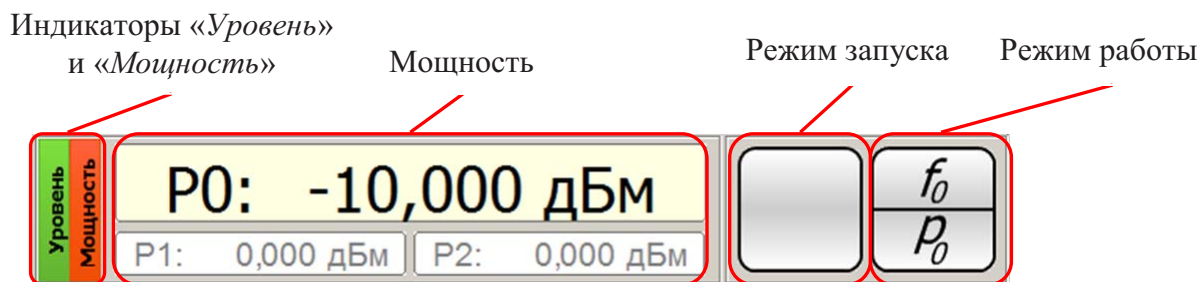 Индикаторы «Уровень»
и «Мощность»
Мощность
Режим запуска
Режим работы
Уровень
Мощность
P0: -10,000 дБм
P1: 0,000 дБм
P2: 0,000 дБм
f0
p0